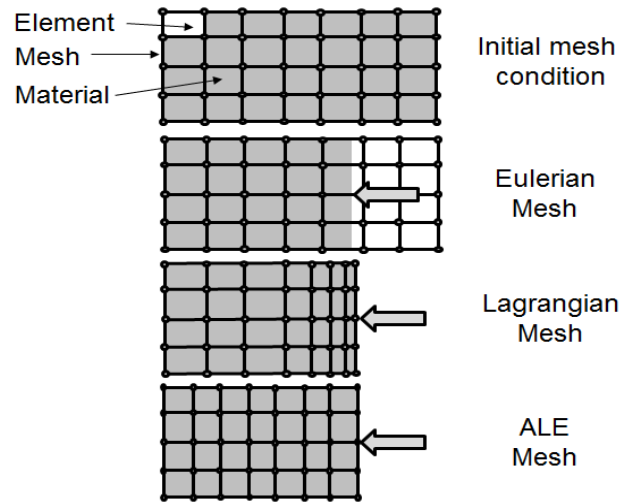 Element
Mesh
Material
Initial mesh
condition
Eulerian
Mesh
Lagrangian
Mesh
ALE
Mesh